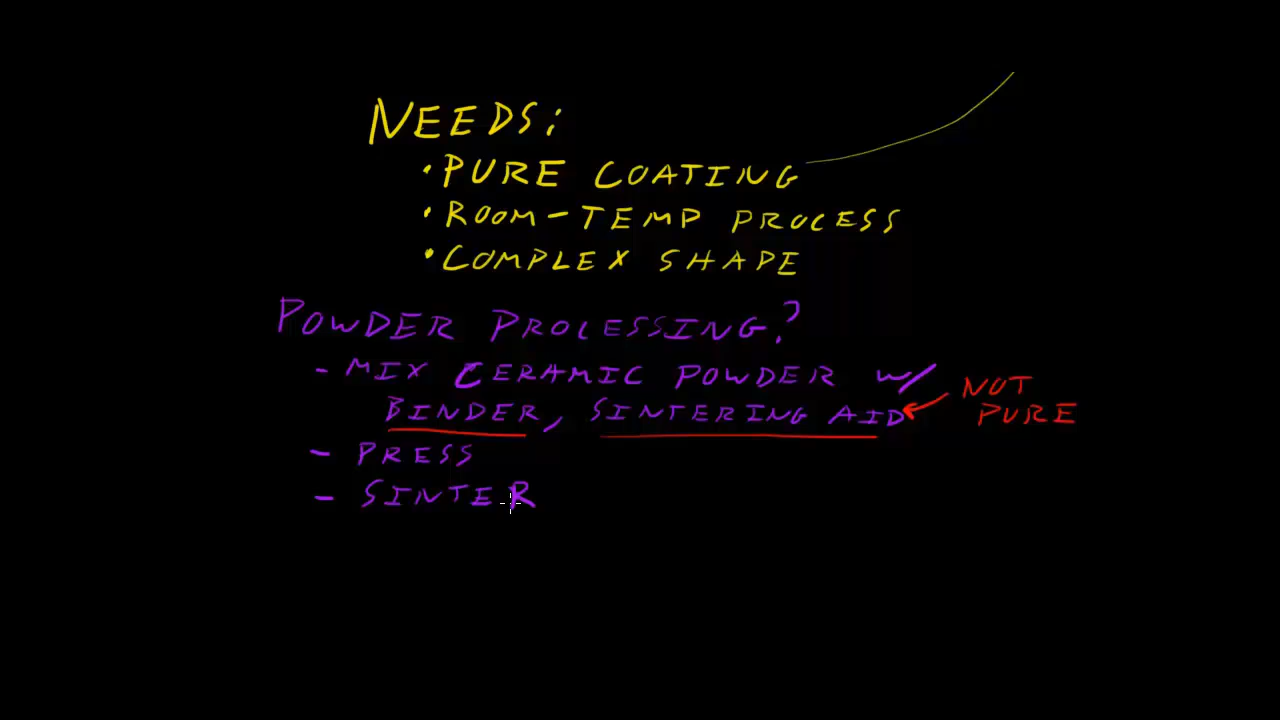 NEEDS:
· PURE COATING
· ROOM-TEMP PROCESS
· COMPLEX SHAPE
POWDER PROCESSING?
- MIX CERAMIC POWDER w/
BINDER, SINTERING AID
NOT
PURE
- PRESS
- SINTER